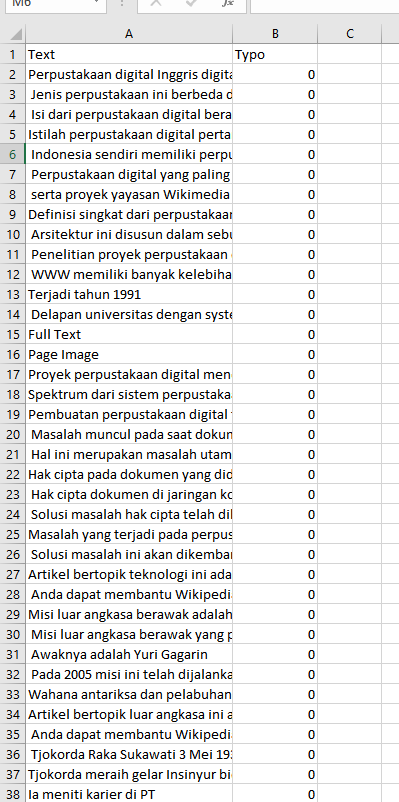 M6
fx
A B C
1 Text Typo
2 Perpustakaan digital Inggris digita 0
3 Jenis perpustakaan ini berbeda d 0
4 Isi dari perpustakaan digital bera 0
5 Istilah perpustakaan digital perta 0
6 Indonesia sendiri memiliki perpu 0
7 Perpustakaan digital yang paling 0
8 serta proyek yayasan Wikimedia 0
9 Definisi singkat dari perpustakaan 0
10 Arsitektur ini disusun dalam sebu 0
11 Penelitian proyek perpustakaan 0
12 WWW memiliki banyak kelebiha 0
13 Terjadi tahun 1991 0
14 Delapan universitas dengan syste 0
15 Full Text 0
16 Page Image 0
17 Proyek perpustakaan digital men 0
18 Spektrum dari sistem perpustaka 0
19 Pembuatan perpustakaan digital 0
20 Masalah muncul pada saat dokun 0
21 Hal ini merupakan masalah utam 0
22 Hak cipta pada dokumen yang did 0
23 Hak cipta dokumen di jaringan ko 0
24 Solusi masalah hak cipta telah dil 0
25 Masalah yang terjadi pada perpus 0
26 Solusi masalah ini akan dikemban 0
27 Artikel bertopik teknologi ini ada 0
28 Anda dapat membantu Wikipedi 0
29 Misi luar angkasa berawak adalah 0
30 Misi luar angkasa berawak yang p 0
31 Awaknya adalah Yuri Gagarin 0
32 Pada 2005 misi ini telah dijalanka 0
33 Wahana antariksa dan pelabuhan 0
34 Artikel bertopik luar angkasa ini a 0
35 Anda dapat membantu Wikipedi 0
36 Tjokorda Raka Sukawati 3 Mei 193 0
37 Tjokorda meraih gelar Insinyur bi 0
38 Ia meniti karier di PT 0